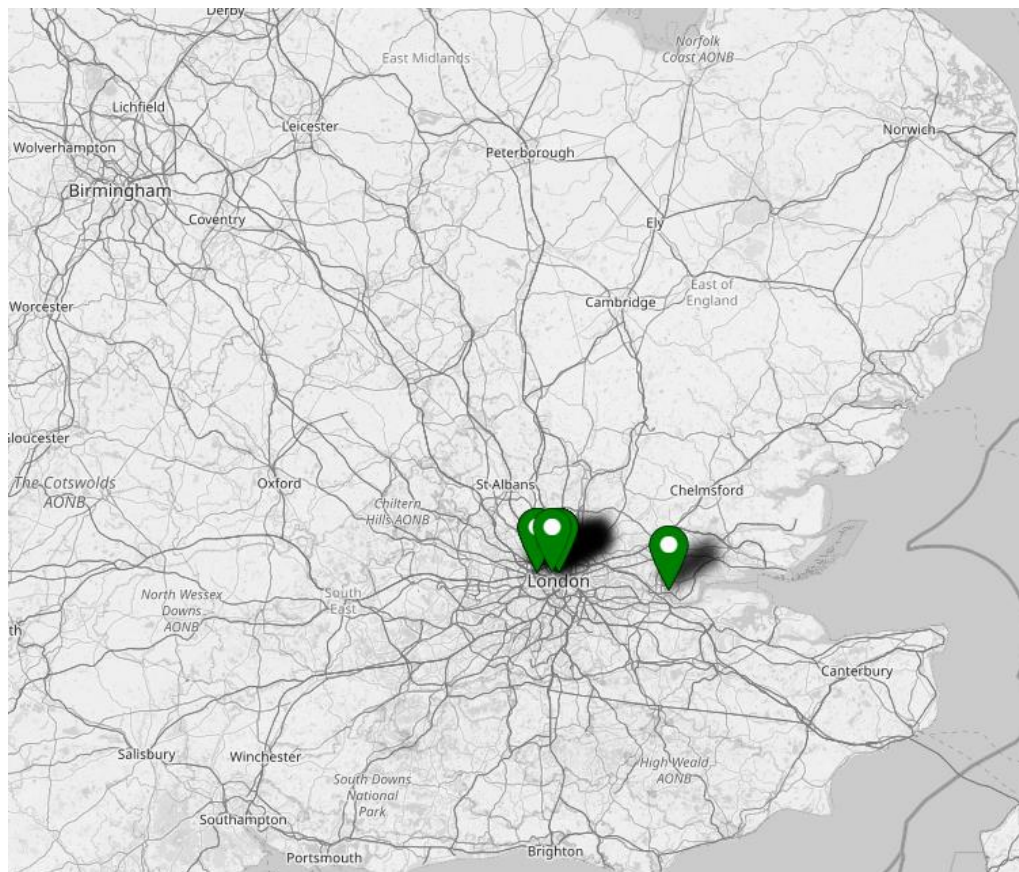 Derby
East Midlands
Norfolk
Coast AONB
Lichfield
Leicester
Norwich
Wolverhampton
Peterborough
Birmingham
Coventry
Ely
East of
England
Worcester
Cambridge
Gloucester
The Cotswolds
AONB
Oxford
St Albans
Chelmsford
Chiltern
Hills AONB
London
North Wessex
Downs
AONB
South
East
th
Canterbury
Salisbury
Winchester
High Weald
AONB
South Downs
National
Park
Southampton
Portsmouth
Brighton